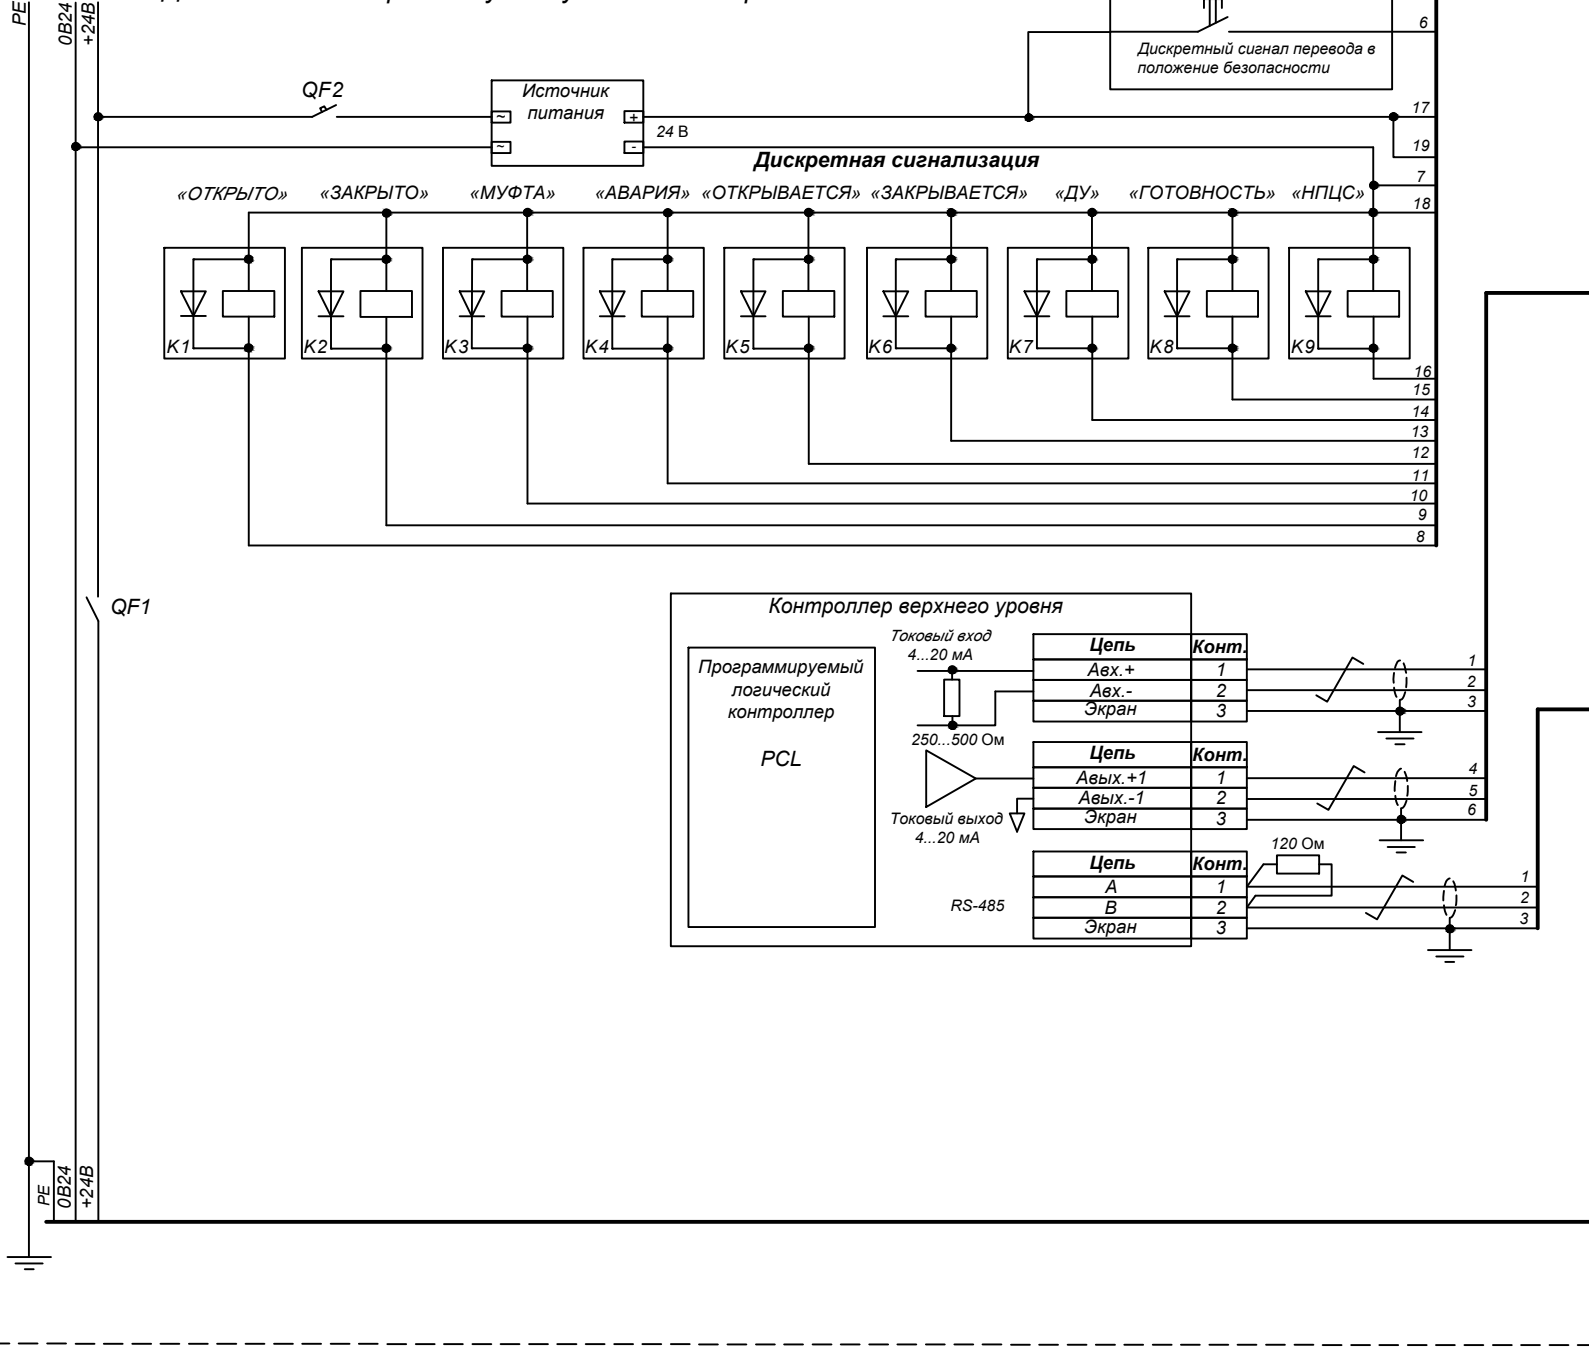 PE
0В24
+24В
6
Дискретный сигнал перевода в
положение безопасности
QF2
Источник
питания
~
+
~
-
24 В
17
19
Дискретная сигнализация
7
«ОТКРЫТО» «ЗАКРЫТО» «МУФТА» «АВАРИЯ» «ОТКРЫВАЕТСЯ» «ЗАКРЫВАЕТСЯ» «ДУ» «ГОТОВНОСТЬ» «НПЦС»
18
K1 K2 K3 K4 K5 K6 K7 K8 K9
16
15
14
13
12
11
10
9
8
QF1
Контроллер верхнего уровня
Программируемый
логический
контроллер
PCL
Токовый вход
4...20 мА
250...500 Ом
Цепь Конт.
Авх.+ 1
Авх.- 2
Экран 3
1
2
3
Токовый выход
4...20 мА
Цепь Конт.
Авых.+1 1
Авых.-1 2
Экран 3
4
5
6
120 Ом
RS-485
Цепь Конт.
A 1
B 2
Экран 3
1
2
3
PE
0В24
+24В